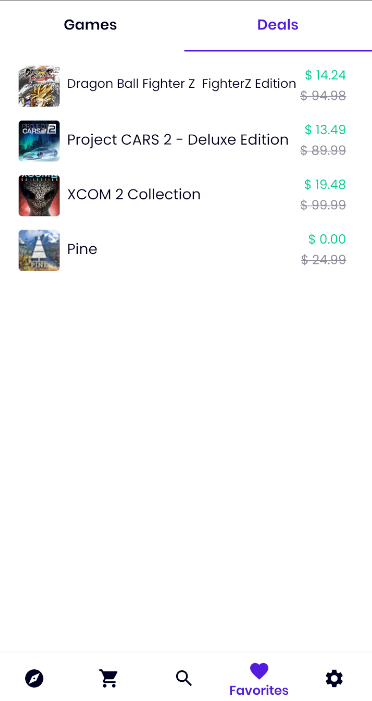 Games Deals
Dragon Ball Fighter Z  FighterZ Edition $ 14.24
$ 94.98
CARS 2
Project CARS 2 - Deluxe Edition $ 13.49
$ 89.99
XCOM 2 Collection $ 19.48
$ 99.99
PINE
Pine $ 0.00
$ 24.99
Favorites